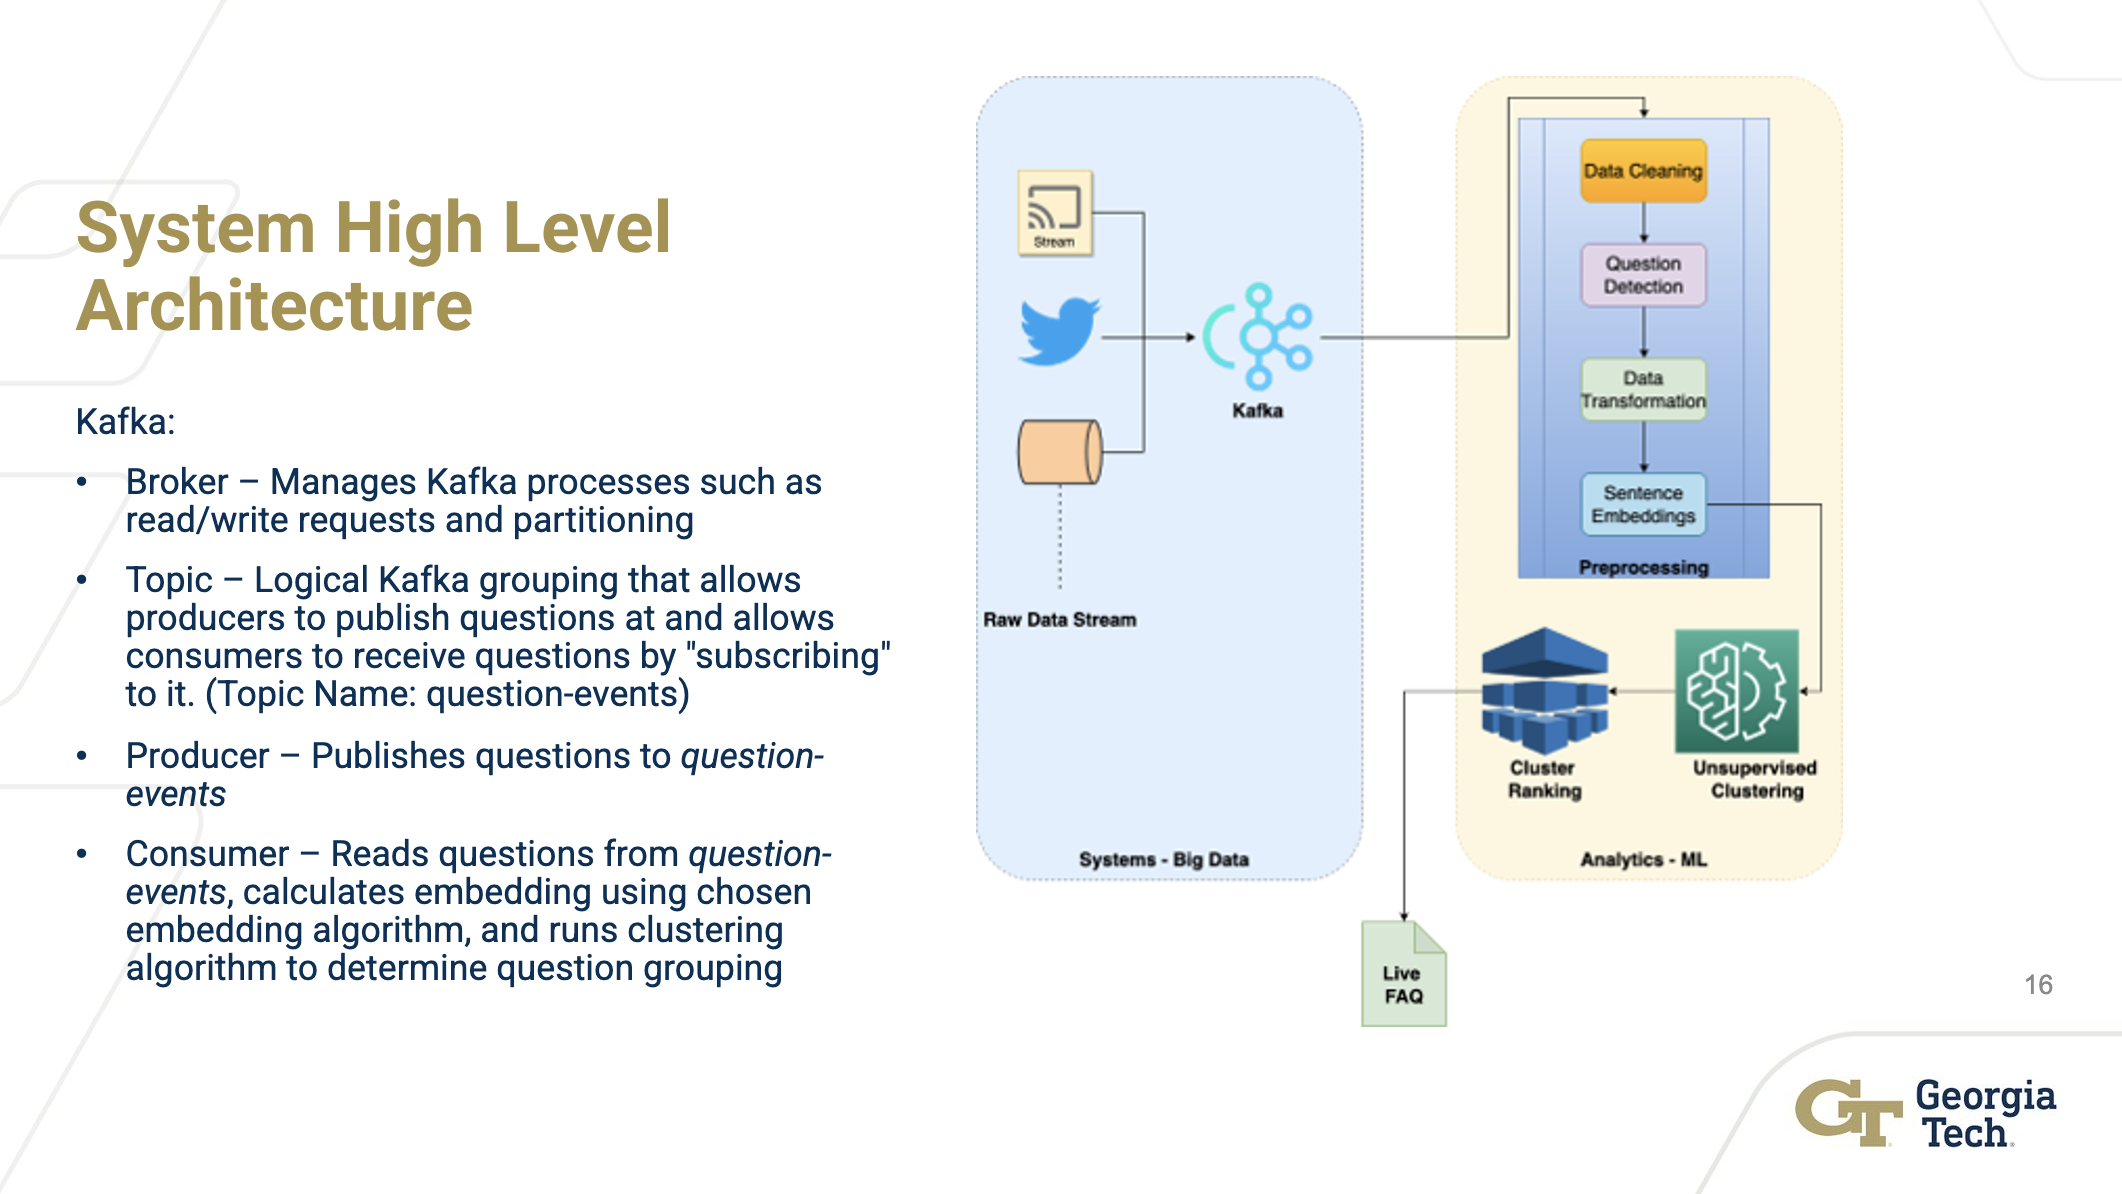 System High Level
Architecture
Kafka:
• Broker – Manages Kafka processes such as
read/write requests and partitioning
• Topic – Logical Kafka grouping that allows
producers to publish questions at and allows
consumers to receive questions by "subscribing"
to it. (Topic Name: question-events)
• Producer – Publishes questions to question-
events
• Consumer – Reads questions from question-
events, calculates embedding using chosen
embedding algorithm, and runs clustering
algorithm to determine question grouping
Stream
Kafka
Raw Data Stream
Systems - Big Data
Data Cleaning
Question
Detection
Data
Transformation
Sentence
Embeddings
Preprocessing
Cluster
Ranking
Unsupervised
Clustering
Analytics - ML
Live
FAQ
16
GT
Georgia
Tech